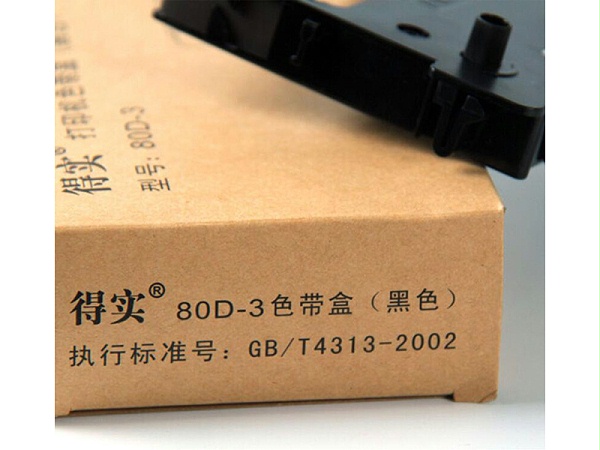 得实® 打印机色带盒
型号：80D-3
得实® 80D-3色带盒（黑色）
执行标准号：GB/T4313-2002